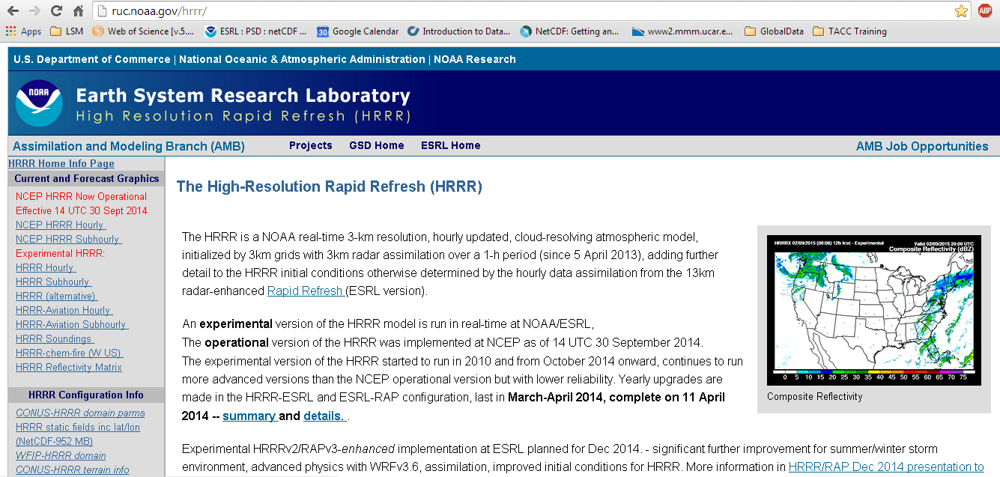 ruc.noaa.gov/hrrr/
ABP
Apps LSM Web of Science [v.5.... ESRL : PSD : netCDF ... 30 Google Calendar Introduction to Data... NetCDF: Getting an... www2.mmm.ucar.e... GlobalData TACC Training
U.S. Department of Commerce | National Oceanic & Atmospheric Administration | NOAA Research
NOAA
Earth System Research Laboratory
High Resolution Rapid Refresh (HRRR)
Assimilation and Modeling Branch (AMB) Projects GSD Home ESRL Home AMB Job Opportunities
HRRR Home Info Page
Current and Forecast Graphics
NCEP HRRR Now Operational
Effective 14 UTC 30 Sept 2014
NCEP HRRR Hourly
NCEP HRRR Subhourly
Experimental HRRR:
HRRR Hourly
HRRR Subhourly
HRRR (alternative)
HRRR-Aviation Hourly
HRRR-Aviation Subhourly
HRRR Soundings
HRRR-chem-fire (W US)
HRRR Reflectivity Matrix
HRRR Configuration Info
CONUS-HRRR domain parms
HRRR static fields inc lat/lon
(NetCDF-952 MB)
WFIP-HRRR domain
CONUS-HRRR terrain info
The High-Resolution Rapid Refresh (HRRR)
The HRRR is a NOAA real-time 3-km resolution, hourly updated, cloud-resolving atmospheric model,
initialized by 3km grids with 3km radar assimilation over a 1-h period (since 5 April 2013), adding further
detail to the HRRR initial conditions otherwise determined by the hourly data assimilation from the 13km
radar-enhanced Rapid Refresh (ESRL version).
An experimental version of the HRRR model is run in real-time at NOAA/ESRL,
The operational version of the HRRR was implemented at NCEP as of 14 UTC 30 September 2014.
The experimental version of the HRRR started to run in 2010 and from October 2014 onward, continues to run
more advanced versions than the NCEP operational version but with lower reliability. Yearly upgrades are
made in the HRRR-ESRL and ESRL-RAP configuration, last in March-April 2014, complete on 11 April
2014 -- summary and details. .
HRRRX 02/09/2015 (08:00) 12h fcst - Experimental Valid 02/09/2015 20:00 UTC
Composite Reflectivity (dBZ)
0 5 10 15 20 25 30 35 40 45 50 55 60 65 70 75
Composite Reflectivity
Experimental HRRRv2/RAPv3-enhanced implementation at ESRL planned for Dec 2014. - significant further improvement for summer/winter storm
environment, advanced physics with WRFv3.6, assimilation, improved initial conditions for HRRR. More information in HRRR/RAP Dec 2014 presentation to